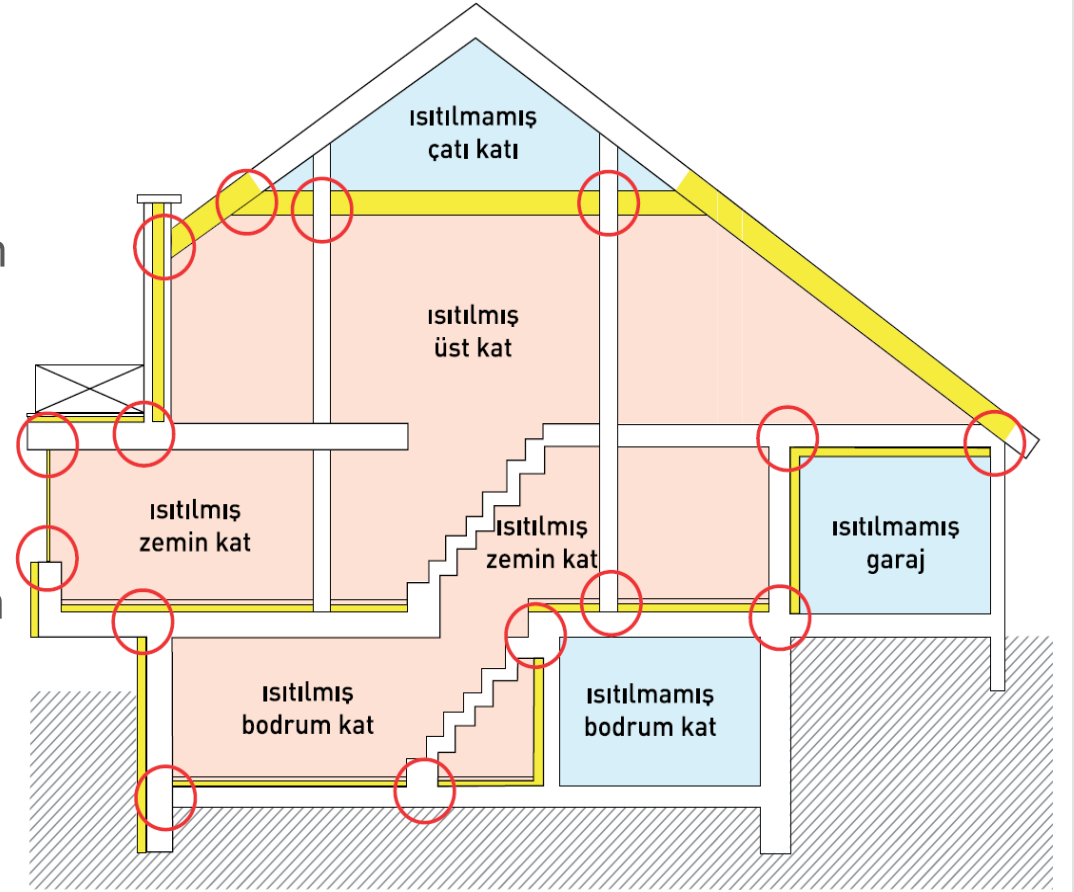 ısıtılmamış
çatı katı
ısıtılmış
üst kat
ısıtılmış
zemin kat
ısıtılmış
zemin kat
ısıtılmamış
garaj
ısıtılmış
bodrum kat
ısıtılmamış
bodrum kat